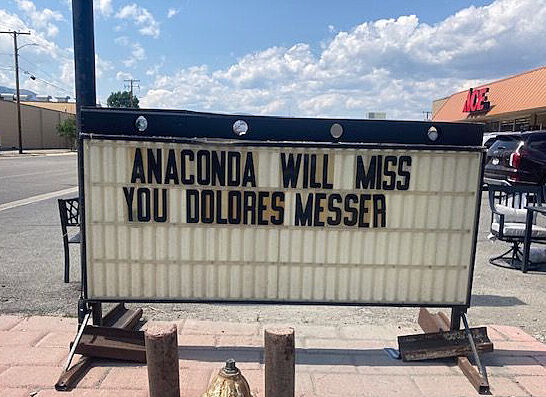 ACE
ANACONDA WILL MISS
YOU DOLORES MESSER